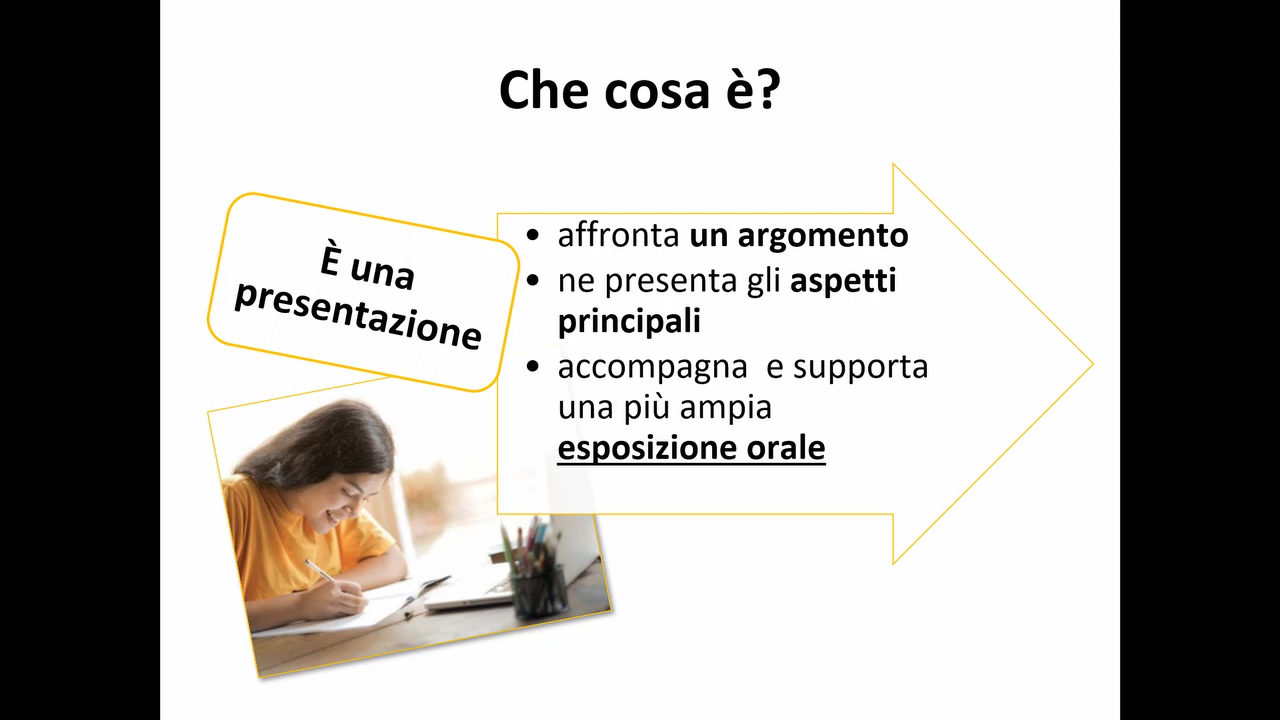 Che cosa è?
È una
presentazione
• affronta un argomento
• ne presenta gli aspetti
principali
• accompagna  e supporta
una più ampia
esposizione orale